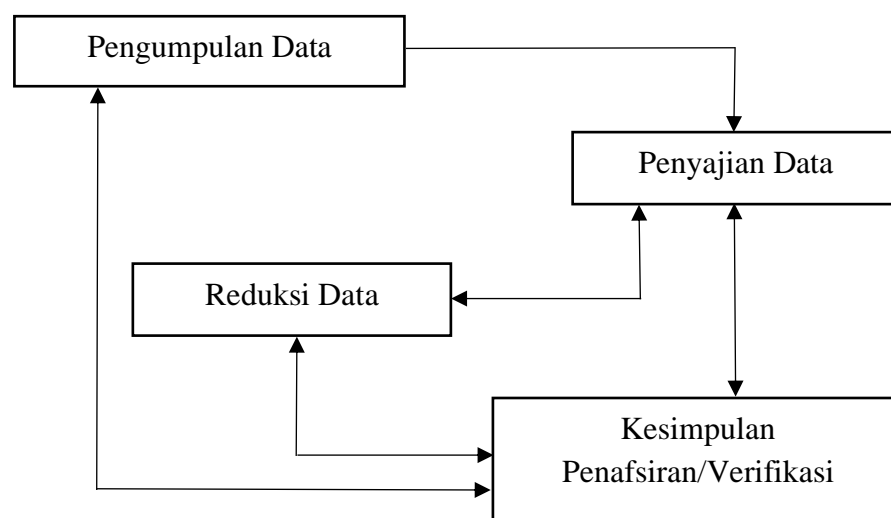 Pengumpulan Data
Penyajian Data
Reduksi Data
Kesimpulan
Penafsiran/Verifikasi